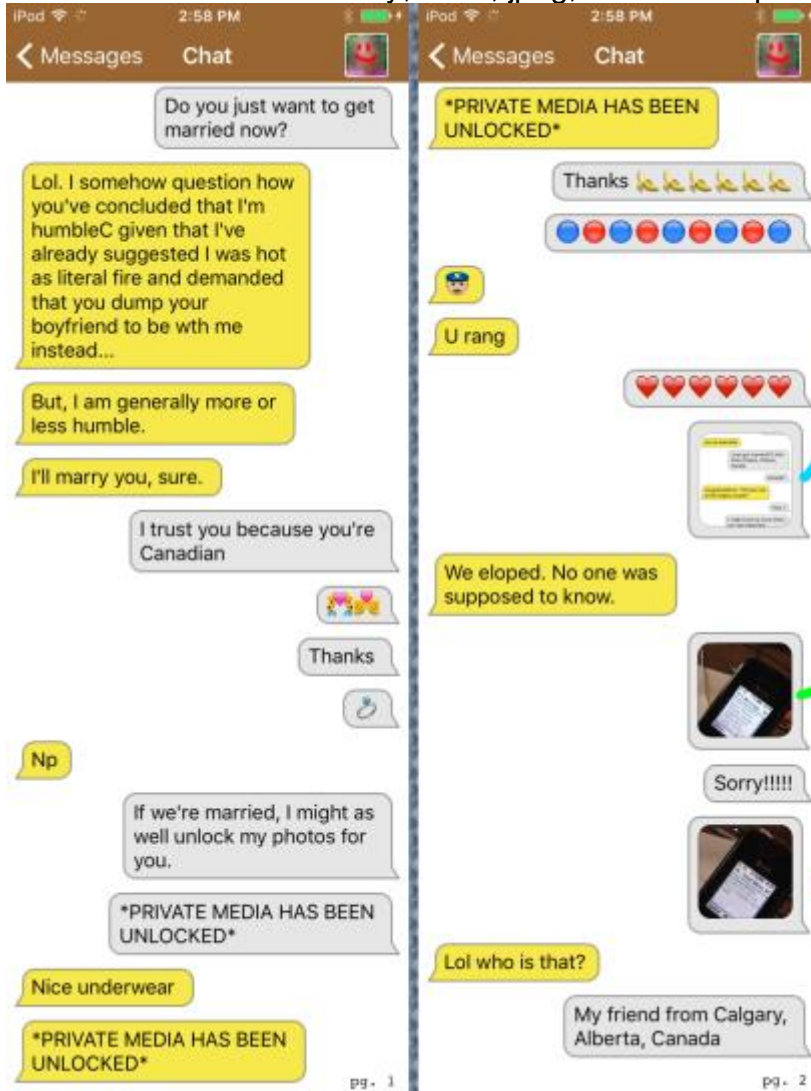 iPod 2:58 PM
Messages Chat
Do you just want to get
married now?
Lol. I somehow question how
you've concluded that I'm
humbleC given that I've
already suggested I was hot
as literal fire and demanded
that you dump your
boyfriend to be wth me
instead...
But, I am generally more or
less humble.
I'll marry you, sure.
I trust you because you're
Canadian
💏💏
Thanks
💍
Np
If we're married, I might as
well unlock my photos for
you.
*PRIVATE MEDIA HAS BEEN
UNLOCKED*
Nice underwear
*PRIVATE MEDIA HAS BEEN
UNLOCKED*
pg. 1
iPod 2:58 PM
Messages Chat
*PRIVATE MEDIA HAS BEEN
UNLOCKED*
Thanks 🍌🍌🍌🍌🍌🍌
🔵🔴🔵🔴🔵🔴🔵🔴🔵
👮
U rang
❤️❤️❤️❤️❤️❤️
We eloped. No one was
supposed to know.
Sorry!!!!!
Lol who is that?
My friend from Calgary,
Alberta, Canada
pg. 2